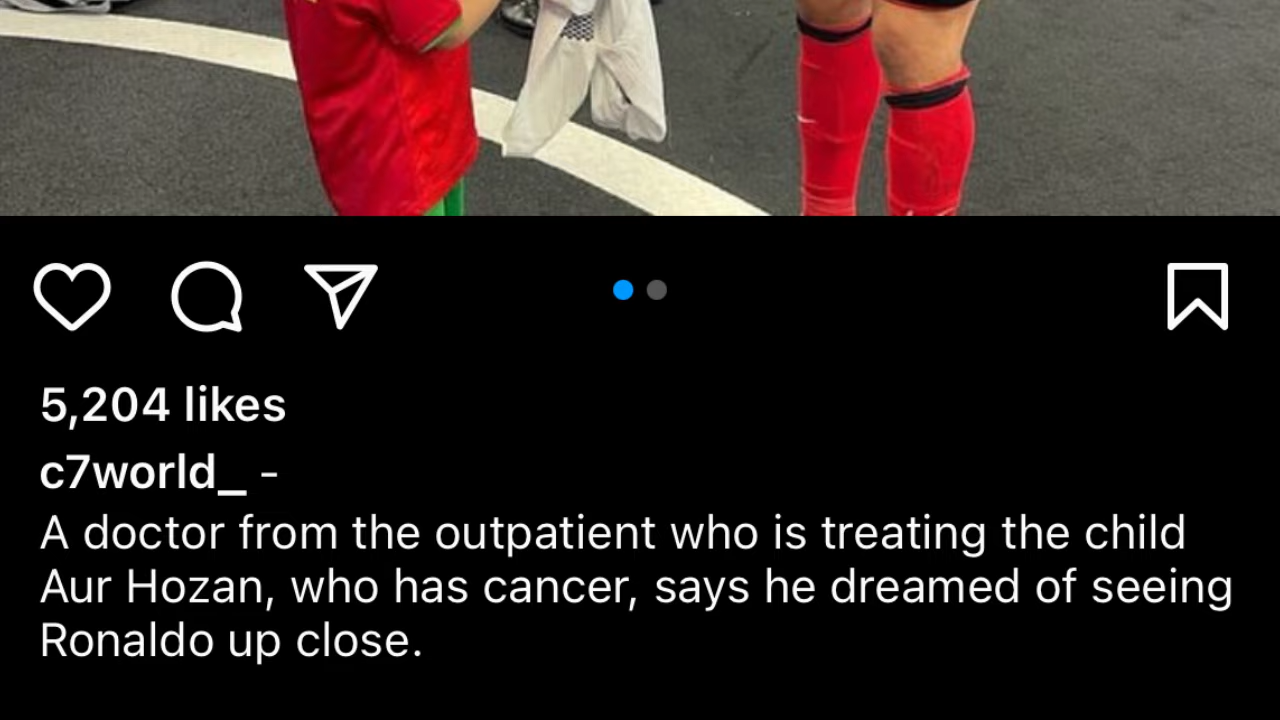 5,204 likes
c7world_ -
A doctor from the outpatient who is treating the child
Aur Hozan, who has cancer, says he dreamed of seeing
Ronaldo up close.